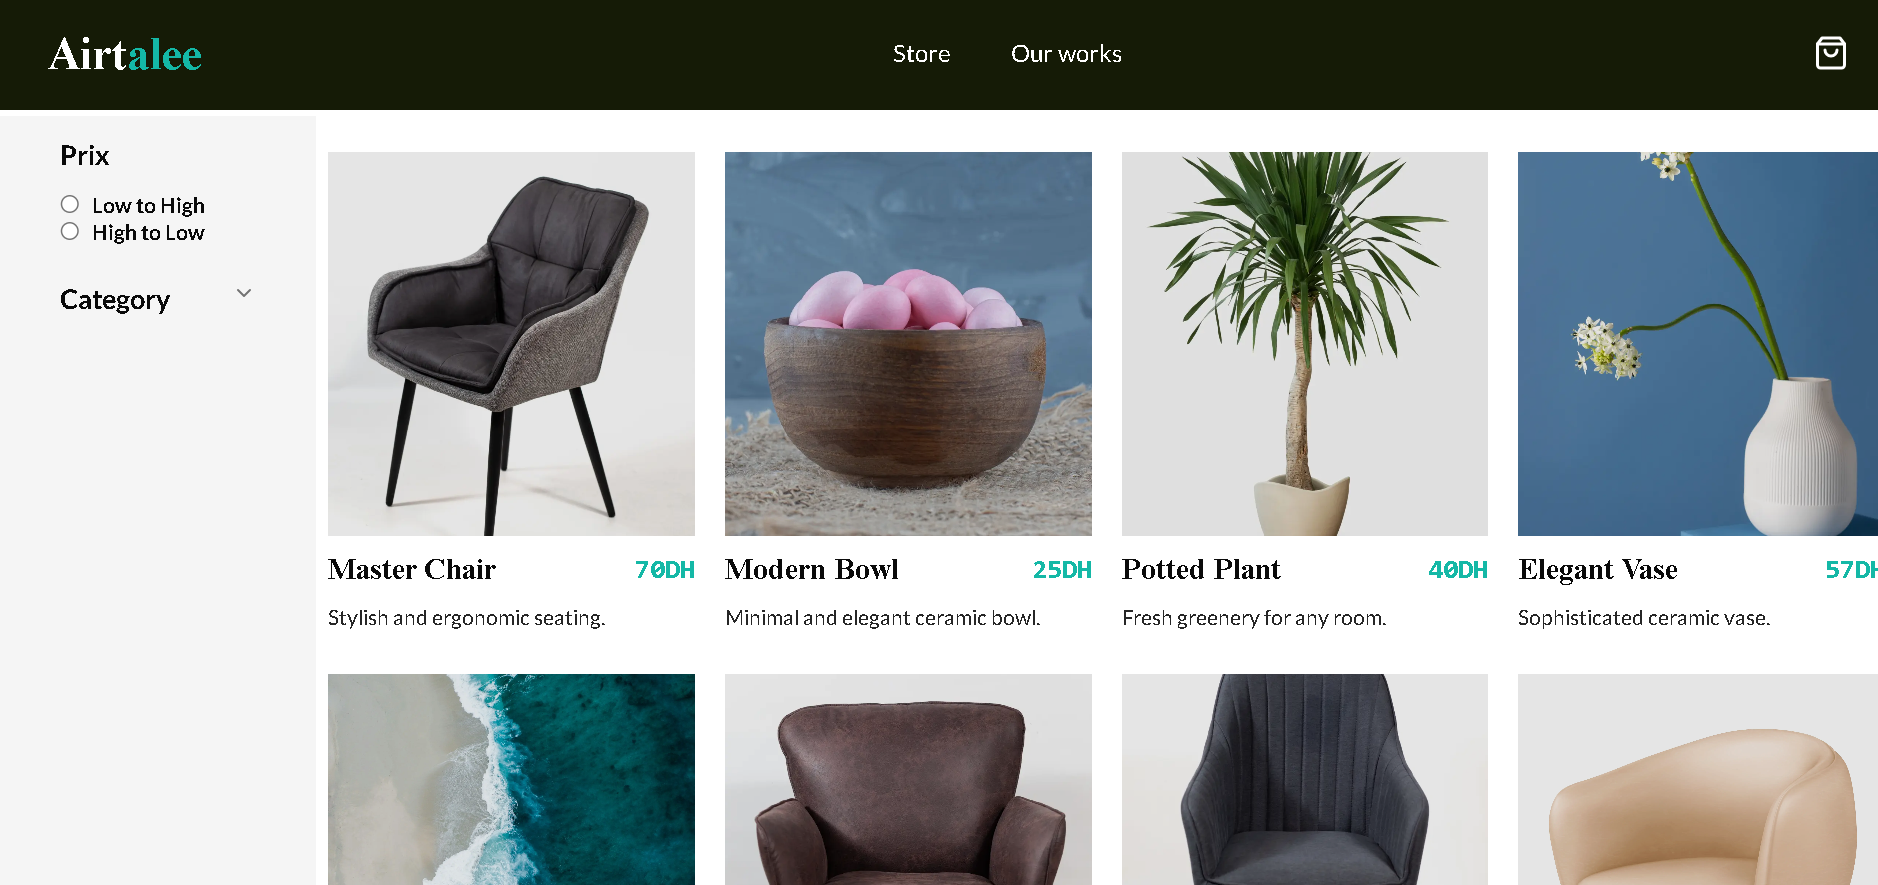 Airtalee
Store
Our works
Prix
Low to High
High to Low
Category
Master Chair 70DH
Stylish and ergonomic seating.
Modern Bowl 25DH
Minimal and elegant ceramic bowl.
Potted Plant 40DH
Fresh greenery for any room.
Elegant Vase 57DH
Sophisticated ceramic vase.